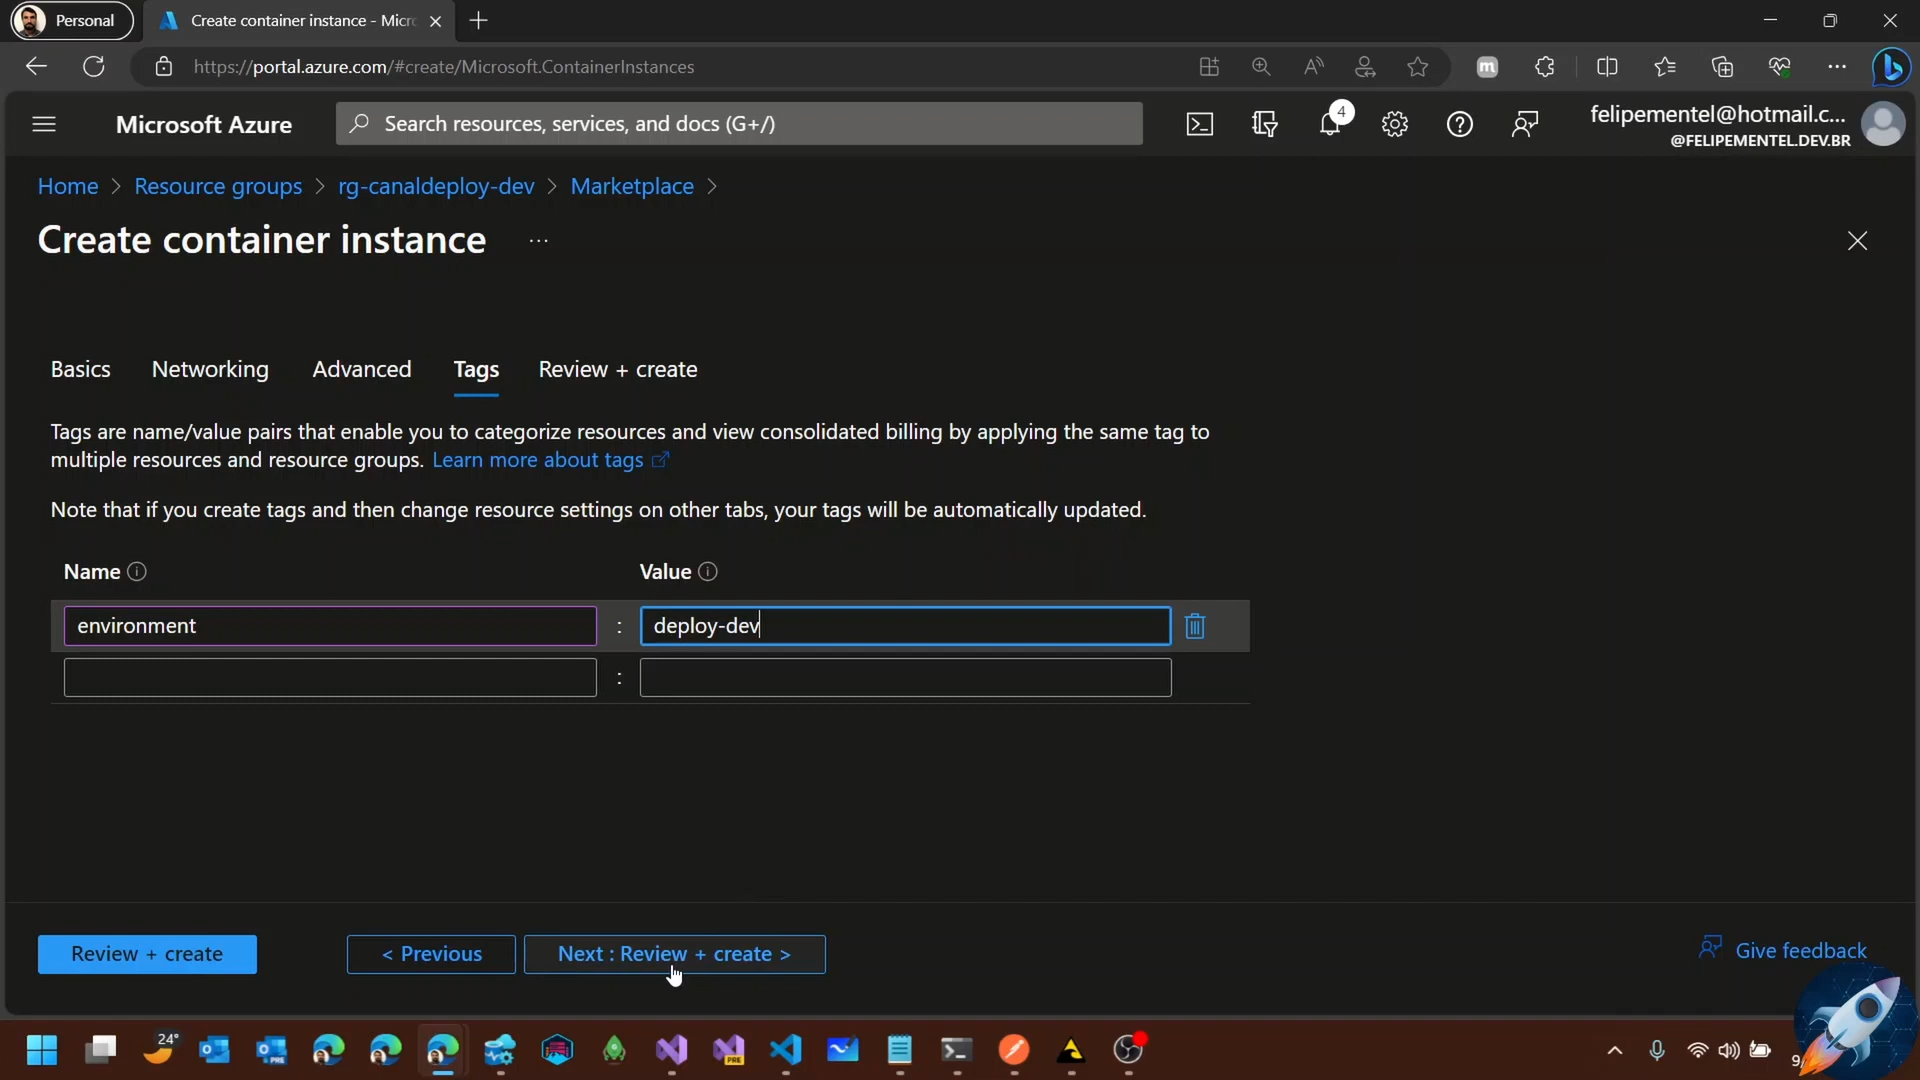 Personal
Create container instance - Micr
https://portal.azure.com/#create/Microsoft.ContainerInstances
Microsoft Azure
Search resources, services, and docs (G+/)
4
felipementel@hotmail.c...
@FELIPEMENTEL.DEV.BR
Home > Resource groups > rg-canaldeploy-dev > Marketplace >
Create container instance ...
Basics Networking Advanced Tags Review + create
Tags are name/value pairs that enable you to categorize resources and view consolidated billing by applying the same tag to
multiple resources and resource groups. Learn more about tags
Note that if you create tags and then change resource settings on other tabs, your tags will be automatically updated.
Name Value
environment : deploy-dev
:
Review + create < Previous Next : Review + create > Give feedback
24°
PRE
PRE